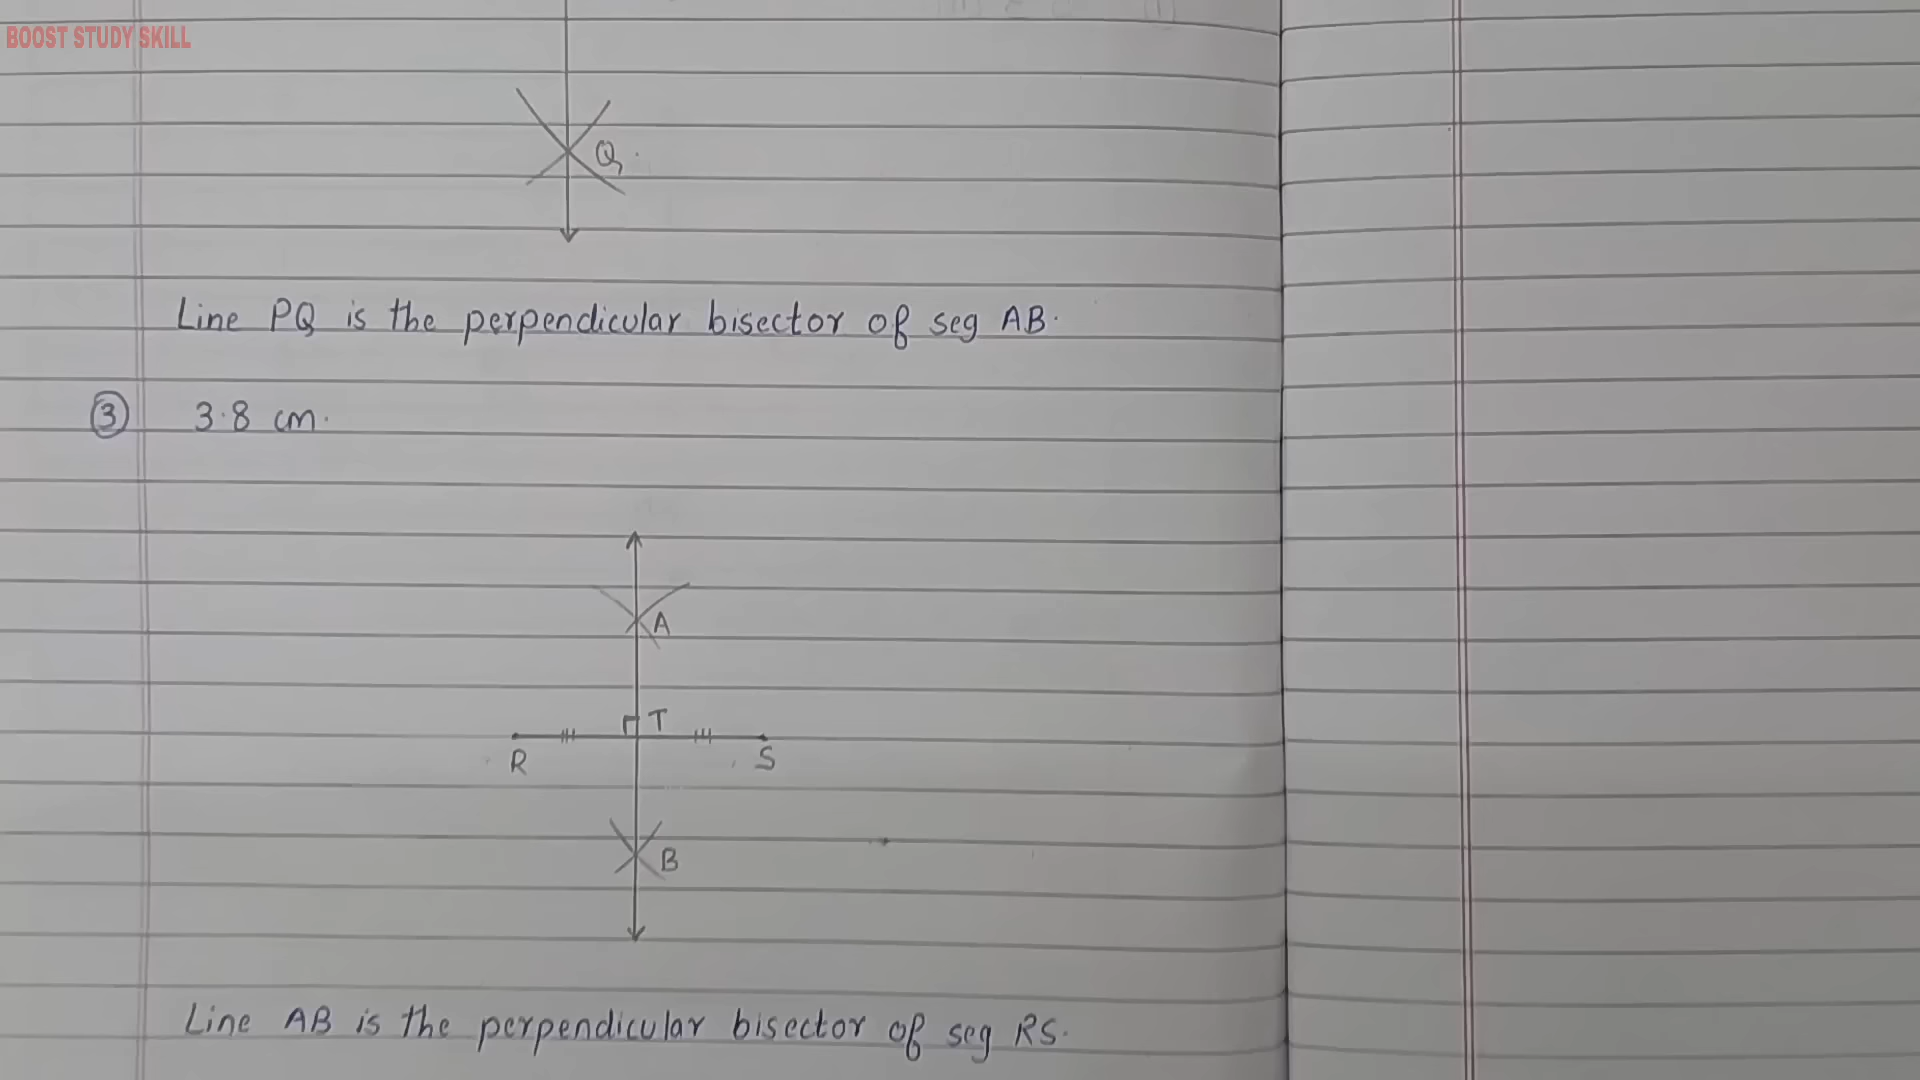 BOOST STUDY SKILL
Q
Line PQ is the perpendicular bisector of seg AB.
③ 3.8 cm.
A
T
R S
B
Line AB is the perpendicular bisector of seg RS.